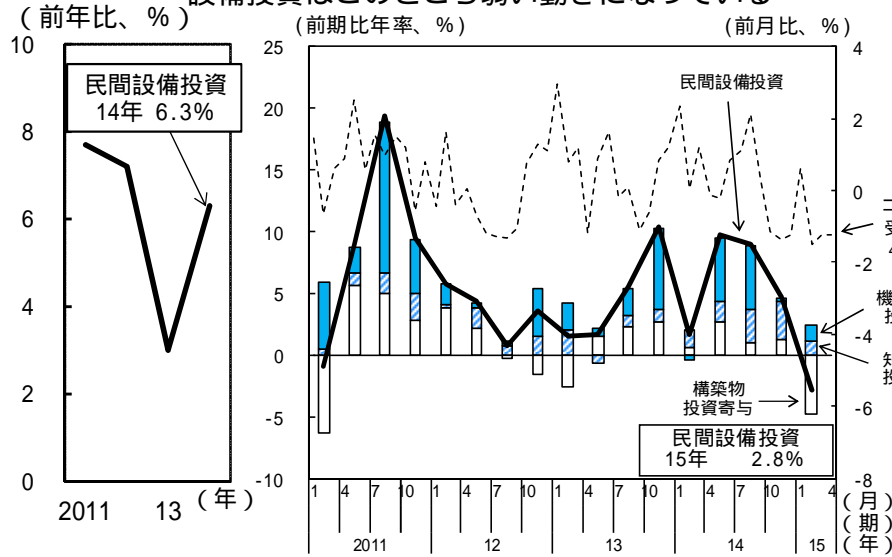 設備投資はこのところ弱い動きになっている
(前年比、%)
10
8
6
4
2
0
民間設備投資
14年 6.3%
2011 13 (年)
(前期比年率、%)
(前月比、%)
25
20
15
10
5
0
-5
-10
4
2
0
-2
-4
-6
-8
民間設備投資
受
4
機
投
知
投
構築物
投資寄与
民間設備投資
15年 2.8%
1 4 7 10 1 4 7 10 1 4 7 10 1 4 7 10 1 4
(月)
(期)
2011 12 13 14 15 (年)